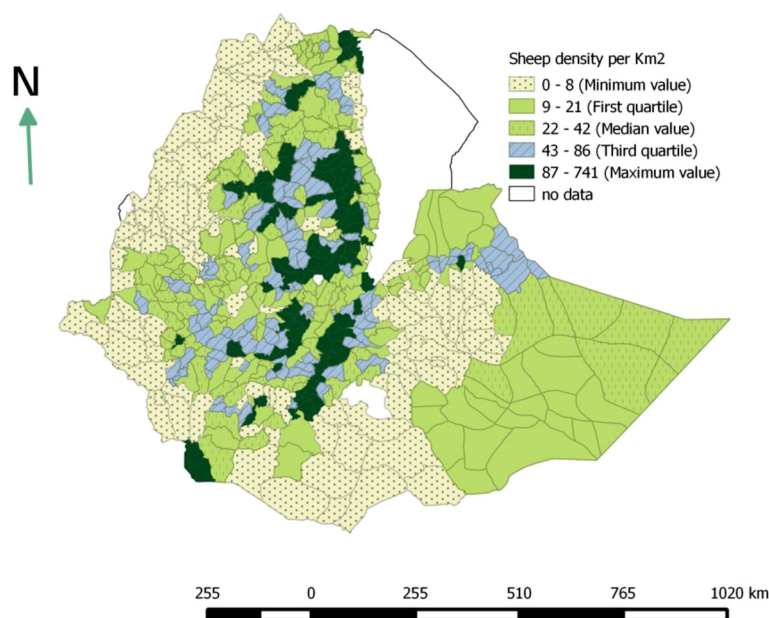 N
Sheep density per Km2
0 - 8 (Minimum value)
9 - 21 (First quartile)
22 - 42 (Median value)
43 - 86 (Third quartile)
87 - 741 (Maximum value)
no data
255 0 255 510 765 1020 km